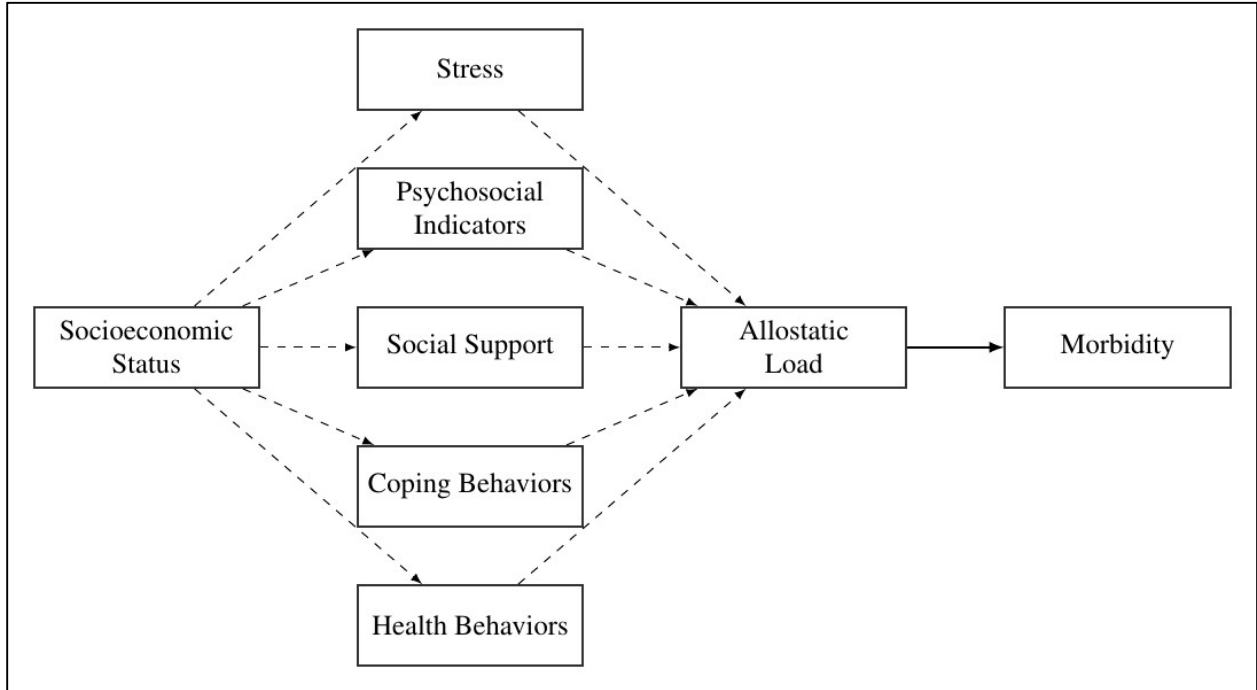 Stress
Psychosocial
Indicators
Socioeconomic
Status
Social Support
Allostatic
Load
Morbidity
Coping Behaviors
Health Behaviors